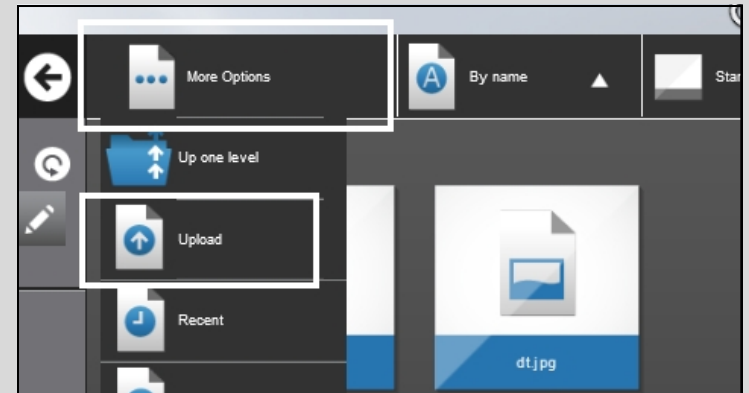 More Options
By name
Up one level
Upload
Recent
dt.jpg